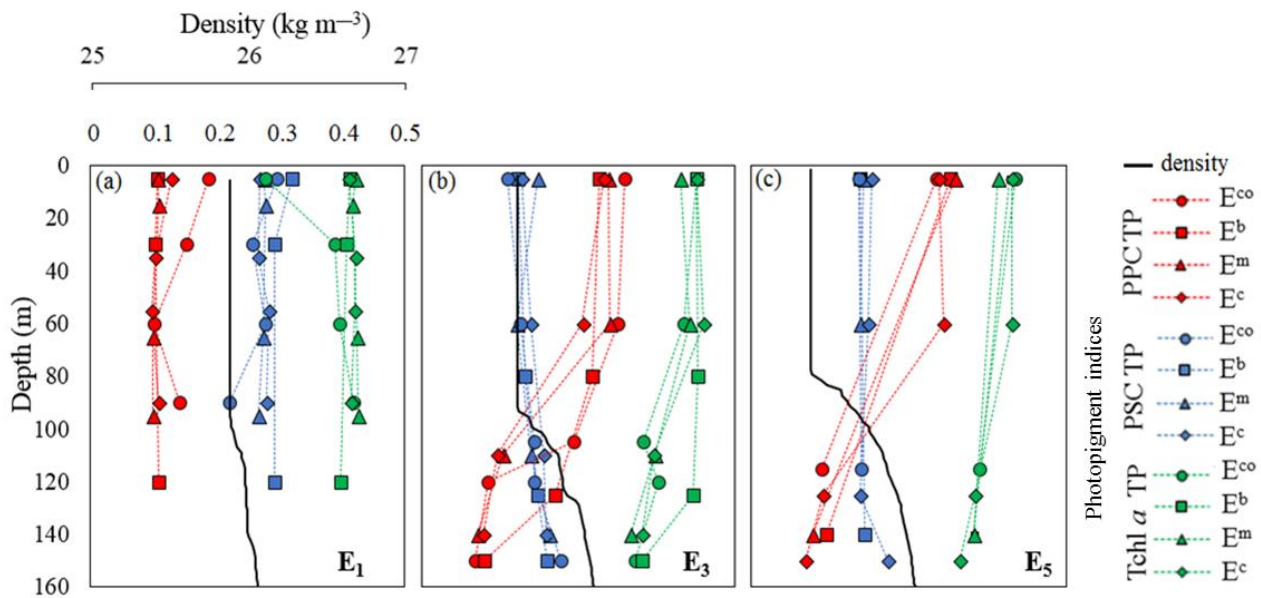 Density (kg m⁻³)
25 26 27
0 0.1 0.2 0.3 0.4 0.5
Depth (m)
0
20
40
60
80
100
120
140
160
(a)
E₁
(b)
E₃
(c)
E₅
density
Photopigment indices
PPC TP
Eᶜᵒ
Eᵇ
Eᵐ
Eᶜ
PSC TP
Eᶜᵒ
Eᵇ
Eᵐ
Eᶜ
Tchl a TP
Eᶜᵒ
Eᵇ
Eᵐ
Eᶜ